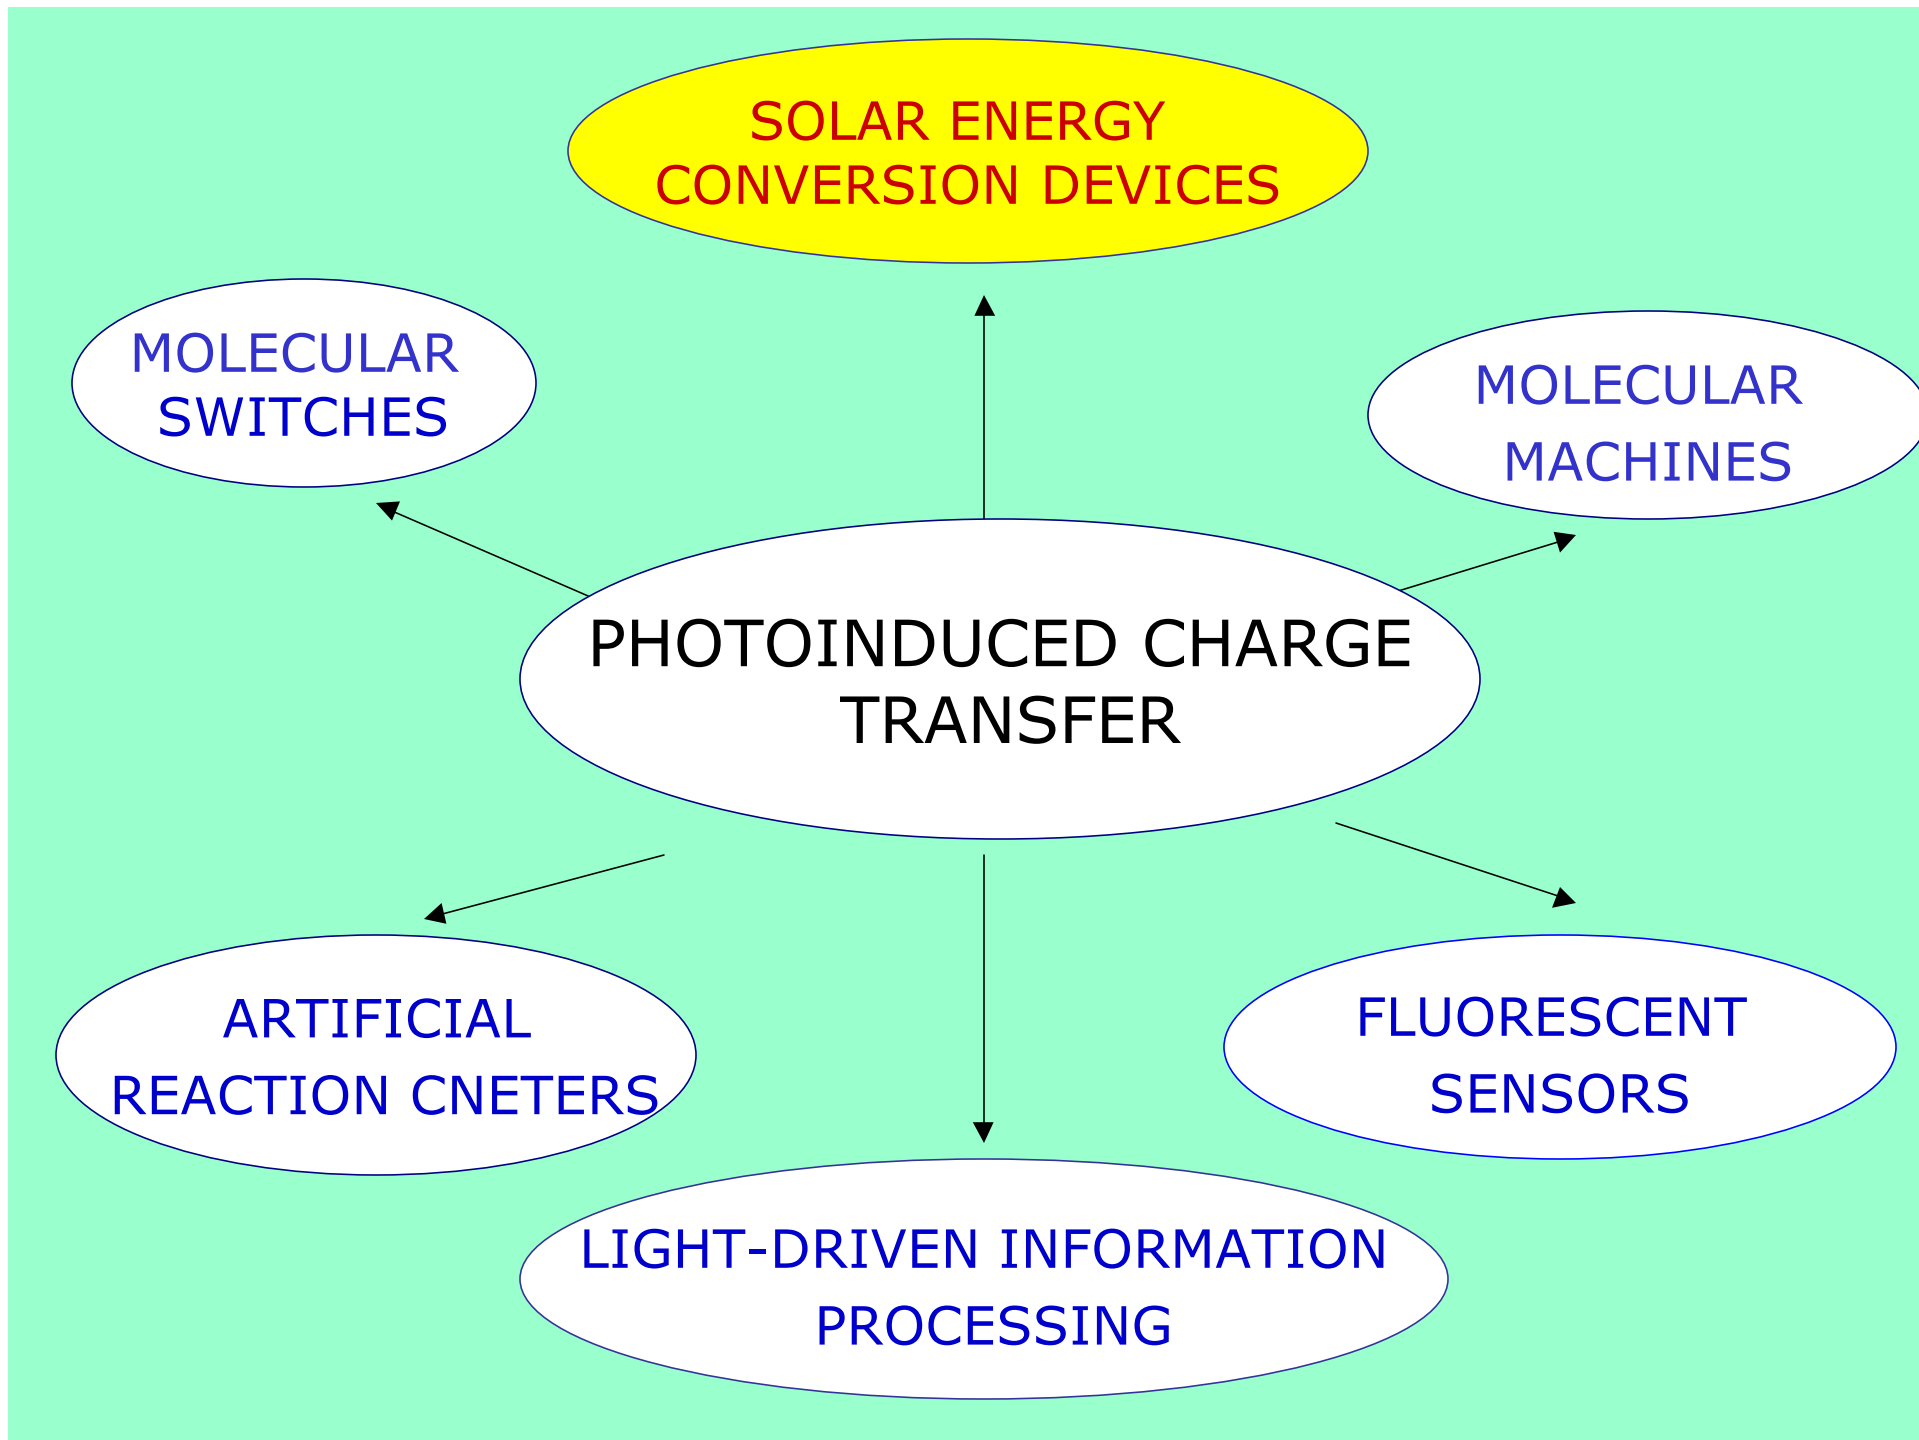 SOLAR ENERGY
CONVERSION DEVICES
MOLECULAR
SWITCHES
MOLECULAR
MACHINES
PHOTOINDUCED CHARGE
TRANSFER
ARTIFICIAL
REACTION CNETERS
FLUORESCENT
SENSORS
LIGHT-DRIVEN INFORMATION
PROCESSING